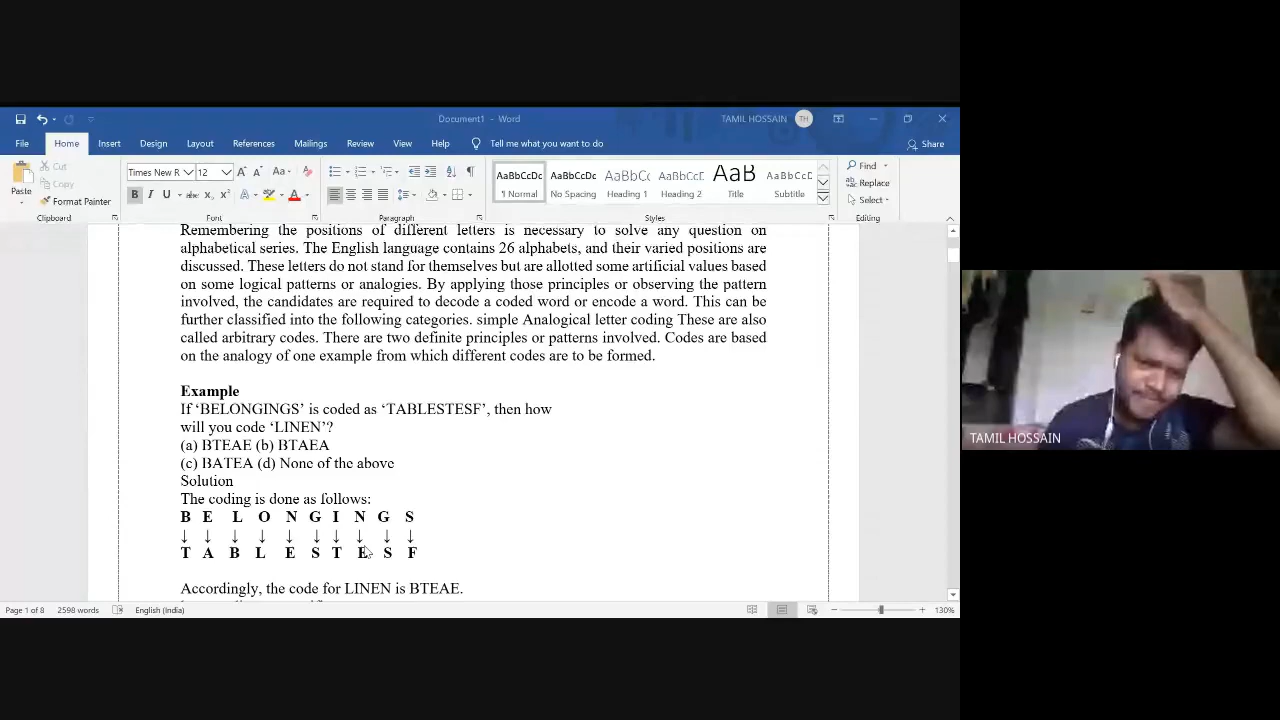 Document1 - Word
TAMIL HOSSAIN
TH
File Home Insert Design Layout References Mailings Review View Help Tell me what you want to do
Share
Paste
Cut
Copy
Format Painter
Times New R 12
Aa
B I U abc x₂ x² A A
AaBbCcDc AaBbCcDc AaBbCc AaBbCcE AaB AaBbCcDc
¶ Normal No Spacing Heading 1 Heading 2 Title Subtitle
Find
Replace
Select
Clipboard Font Paragraph Styles Editing
Remembering the positions of different letters is necessary to solve any question on
alphabetical series. The English language contains 26 alphabets, and their varied positions are
discussed. These letters do not stand for themselves but are allotted some artificial values based
on some logical patterns or analogies. By applying those principles or observing the pattern
involved, the candidates are required to decode a coded word or encode a word. This can be
further classified into the following categories. simple Analogical letter coding These are also
called arbitrary codes. There are two definite principles or patterns involved. Codes are based
on the analogy of one example from which different codes are to be formed.
Example
If ‘BELONGINGS’ is coded as ‘TABLESTESF’, then how
will you code ‘LINEN’?
(a) BTEAE (b) BTAEA
(c) BATEA (d) None of the above
Solution
The coding is done as follows:
B E L O N G I N G S
↓ ↓ ↓ ↓ ↓ ↓ ↓ ↓ ↓ ↓
T A B L E S T E S F
Accordingly, the code for LINEN is BTEAE.
Page 1 of 8 2598 words English (India) 130%
TAMIL HOSSAIN